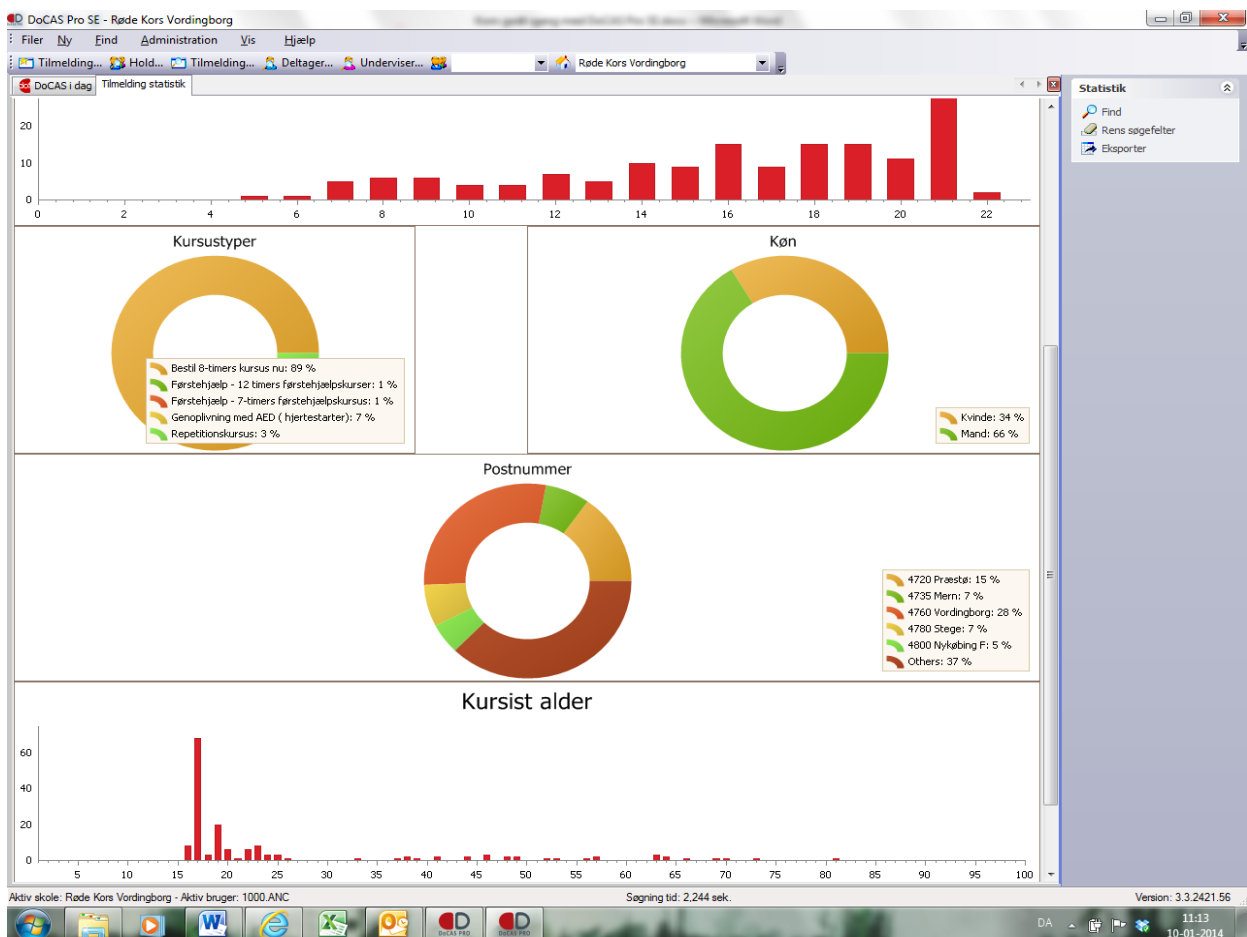 DoCAS Pro SE - Røde Kors Vordingborg
Filer Ny Find Administration Vis Hjælp
Tilmelding... Hold... Tilmelding... Deltager... Underviser... Røde Kors Vordingborg
DoCAS i dag Tilmelding statistik
Statistik
Find
Rens søgefelter
Eksporter
20
10
0
0 2 4 6 8 10 12 14 16 18 20 22
Kursustyper
Bestil 8-timers kursus nu: 89 %
Førstehjælp - 12 timers førstehjælpskurser: 1 %
Førstehjælp - 7-timers førstehjælpskursus: 1 %
Genoplivning med AED ( hjertestarter): 7 %
Repetitionskursus: 3 %
Køn
Kvinde: 34 %
Mand: 66 %
Postnummer
4720 Præstø: 15 %
4735 Mern: 7 %
4760 Vordingborg: 28 %
4780 Stege: 7 %
4800 Nykøbing F: 5 %
Others: 37 %
Kursist alder
60
40
20
0
5 10 15 20 25 30 35 40 45 50 55 60 65 70 75 80 85 90 95 100
Aktiv skole: Røde Kors Vordingborg - Aktiv bruger: 1000.ANC Søgning tid: 2,244 sek. Version: 3.3.2421.56
DoCAS PRO DoCAS PRO
DA 11:13
10-01-2014